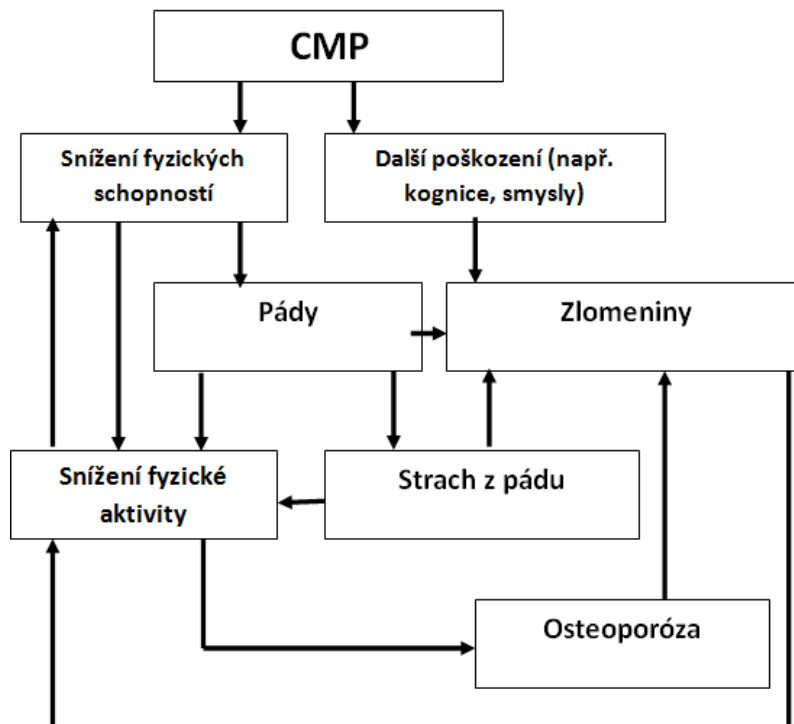 CMP
Snížení fyzických
schopností
Další poškození (např.
kognice, smysly)
Pády
Zlomeniny
Snížení fyzické
aktivity
Strach z pádu
Osteoporóza